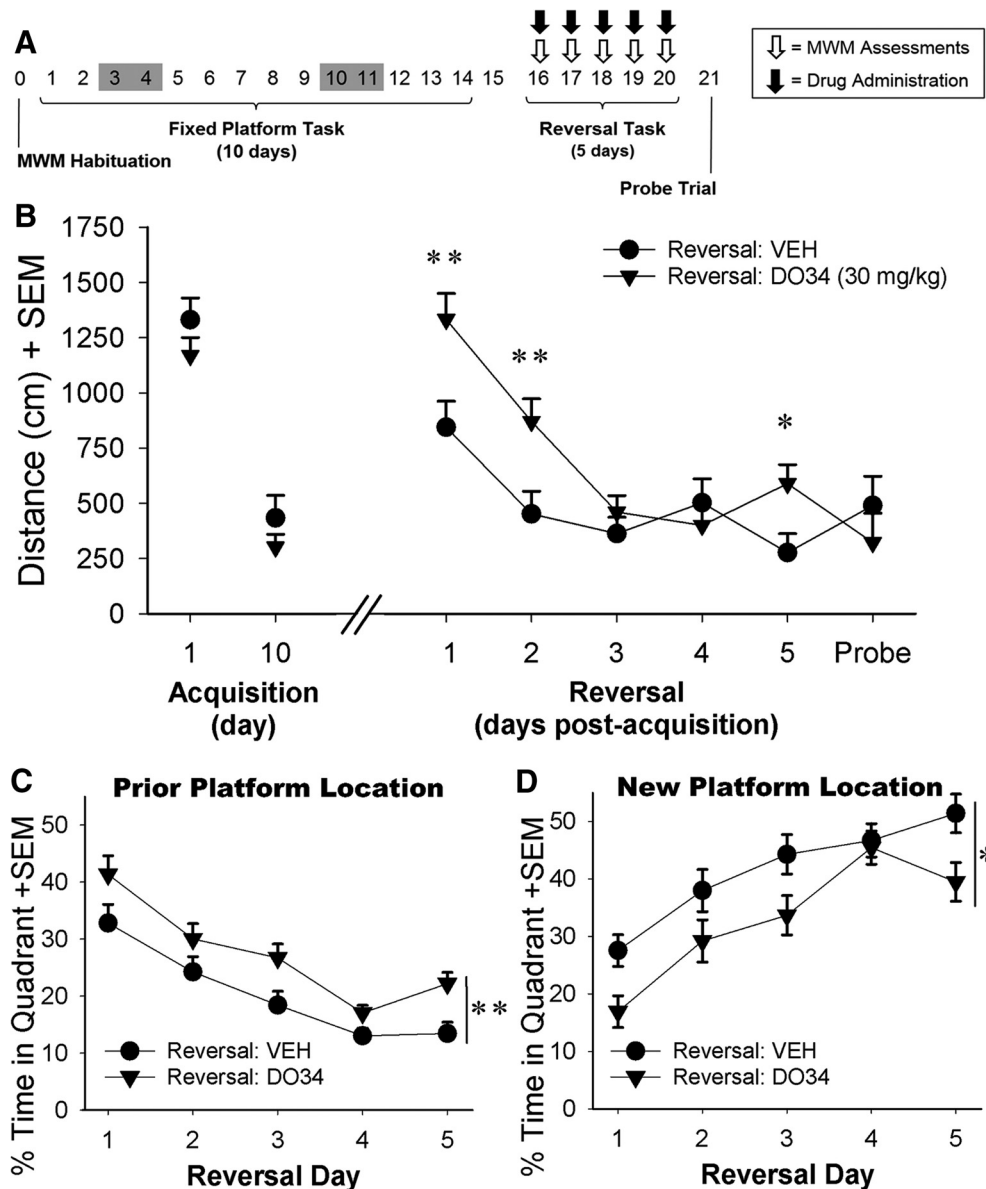 A
0 1 2 3 4 5 6 7 8 9 10 11 12 13 14 15 16 17 18 19 20 21
= MWM Assessments
= Drug Administration
Fixed Platform Task
(10 days)
Reversal Task
(5 days)
MWM Habituation
Probe Trial
B
Distance (cm) + SEM
1750
1500
1250
1000
750
500
250
0
Reversal: VEH
Reversal: DO34 (30 mg/kg)
**
**
*
1 10
1 2 3 4 5 Probe
Acquisition
(day)
Reversal
(days post-acquisition)
C
Prior Platform Location
% Time in Quadrant +SEM
50
40
30
20
10
0
**
Reversal: VEH
Reversal: DO34
1 2 3 4 5
Reversal Day
D
New Platform Location
% Time in Quadrant +SEM
50
40
30
20
10
0
*
Reversal: VEH
Reversal: DO34
1 2 3 4 5
Reversal Day